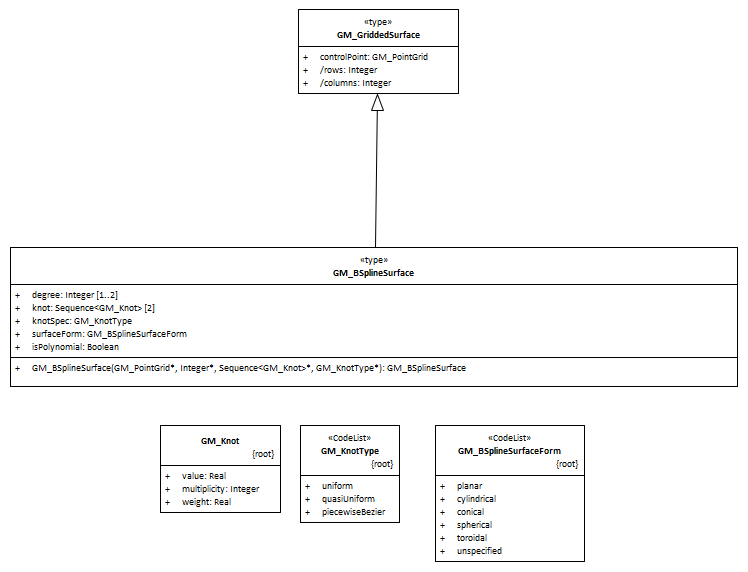 «type»
GM_GriddedSurface
+ controlPoint: GM_PointGrid
+ /rows: Integer
+ /columns: Integer
«type»
GM_BSplineSurface
+ degree: Integer [1..2]
+ knot: Sequence<GM_Knot> [2]
+ knotSpec: GM_KnotType
+ surfaceForm: GM_BSplineSurfaceForm
+ isPolynomial: Boolean
+ GM_BSplineSurface(GM_PointGrid*, Integer*, Sequence<GM_Knot>*, GM_KnotType*): GM_BSplineSurface
GM_Knot
{root}
+ value: Real
+ multiplicity: Integer
+ weight: Real
«CodeList»
GM_KnotType
{root}
+ uniform
+ quasiUniform
+ piecewiseBezier
«CodeList»
GM_BSplineSurfaceForm
{root}
+ planar
+ cylindrical
+ conical
+ spherical
+ toroidal
+ unspecified